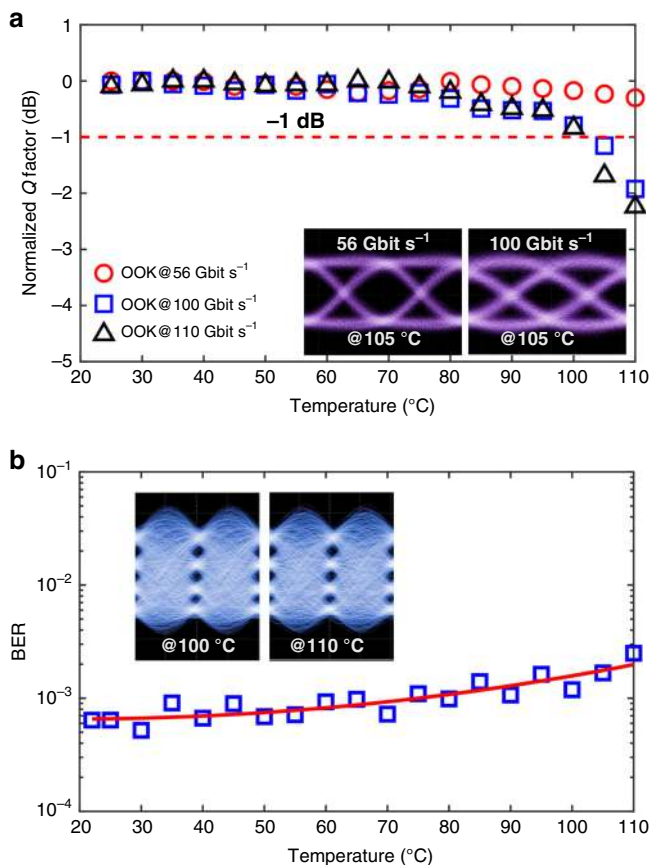 a
1
0
–1
–2
–3
–4
–5
Normalized Q factor (dB)
–1 dB
OOK@56 Gbit s⁻¹
OOK@100 Gbit s⁻¹
OOK@110 Gbit s⁻¹
56 Gbit s⁻¹
@105 °C
100 Gbit s⁻¹
@105 °C
20 30 40 50 60 70 80 90 100 110
Temperature (°C)
b
10⁻¹
10⁻²
10⁻³
10⁻⁴
BER
@100 °C
@110 °C
20 30 40 50 60 70 80 90 100 110
Temperature (°C)